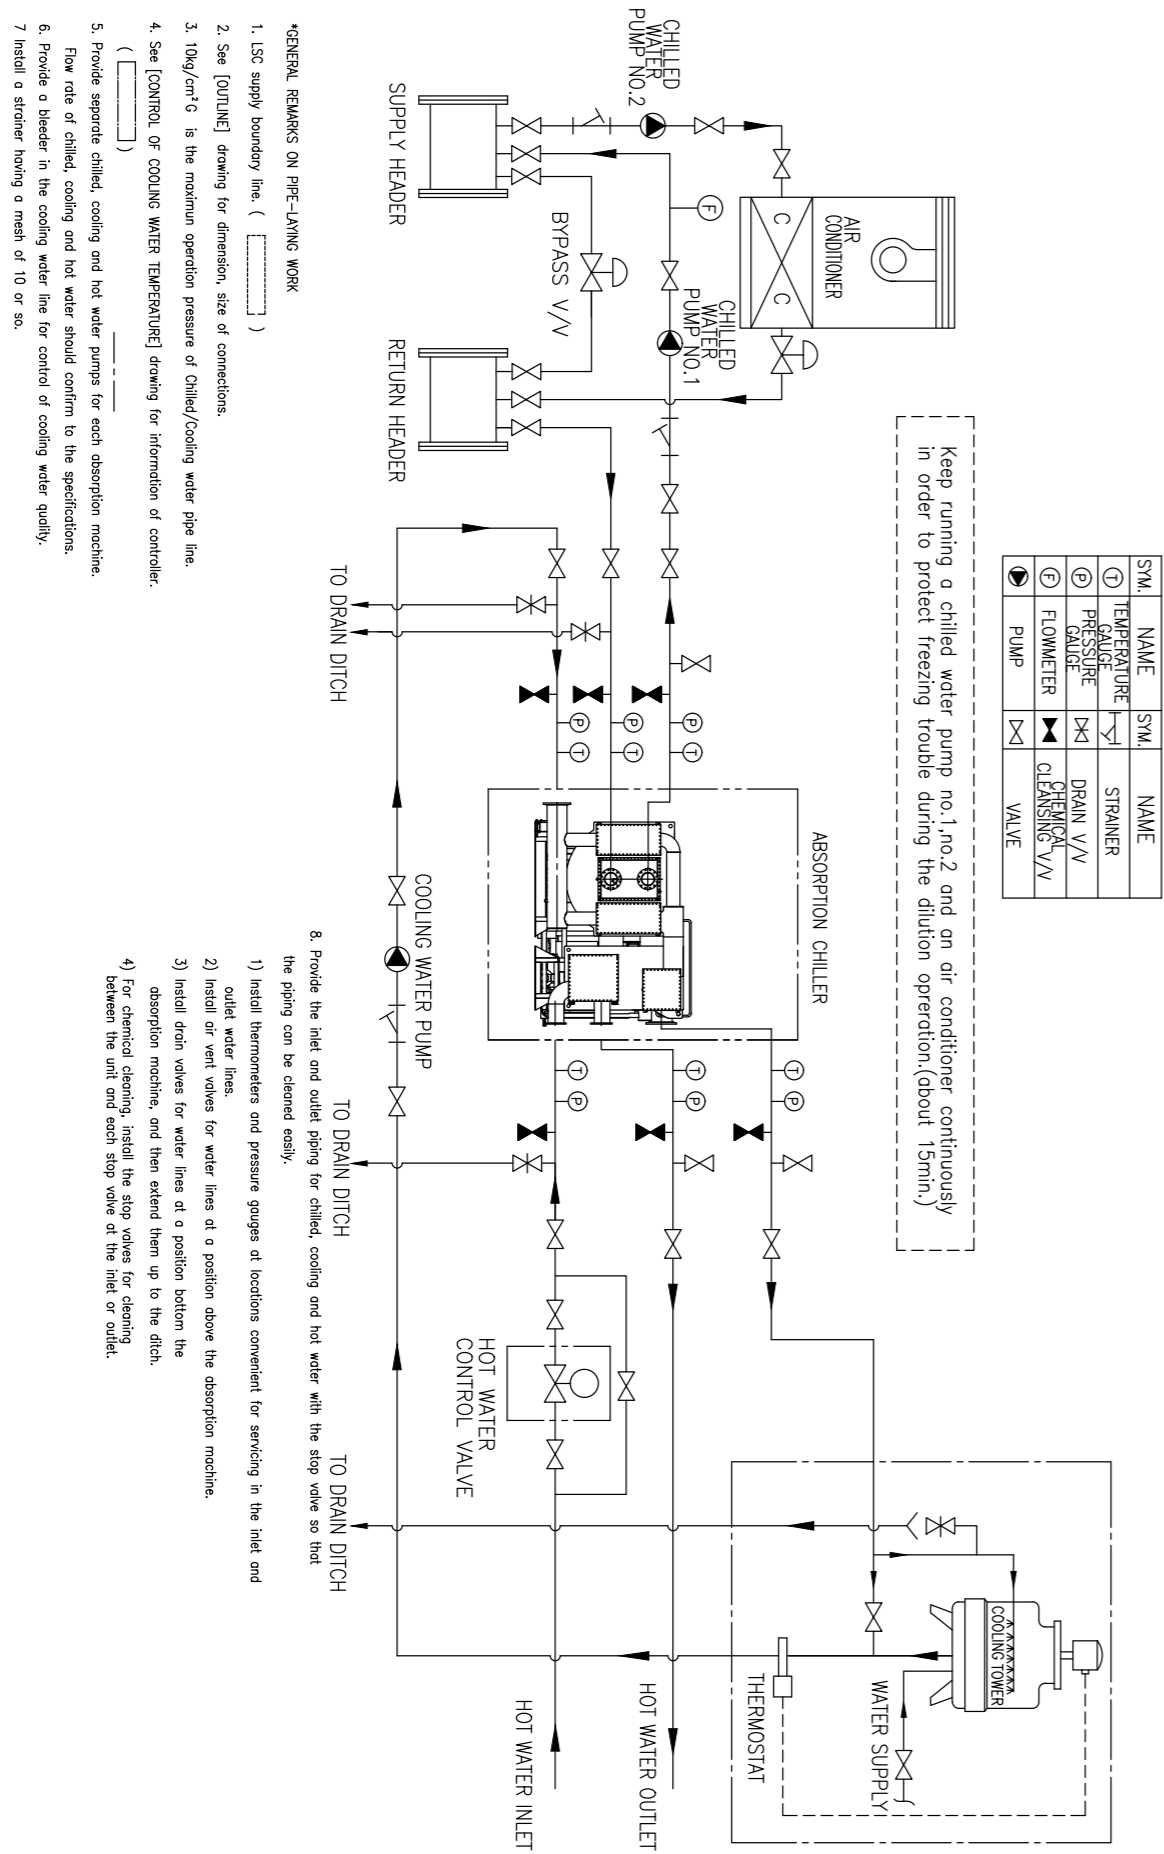 SYM.
NAME
SYM.
NAME
T
TEMPERATURE
GAUGE
STRAINER
P
PRESSURE
GAUGE
DRAIN V/V
F
FLOWMETER
CHEMICAL
CLEANSING V/V
PUMP
VALVE
Keep running a chilled water pump no.1,no.2 and an air conditioner continuously
in order to protect freezing trouble during the dilution opreration.(about 15min.)
CHILLED
WATER
PUMP NO.2
AIR
CONDITIONER
C
C
F
CHILLED
WATER
PUMP NO.1
BYPASS V/V
SUPPLY HEADER
RETURN HEADER
ABSORPTION CHILLER
P
T
P
T
P
T
T
P
T
P
T
P
TO DRAIN DITCH
COOLING WATER PUMP
TO DRAIN DITCH
HOT WATER
CONTROL VALVE
TO DRAIN DITCH
COOLING TOWER
WATER SUPPLY
THERMOSTAT
HOT WATER OUTLET
HOT WATER INLET
*GENERAL REMARKS ON PIPE-LAYING WORK
1. LSC supply boundary line. ( )
2. See [OUTLINE] drawing for dimension, size of connections.
3. 10kg/cm²G is the maximun operation pressure of Chilled/Cooling water pipe line.
4. See [CONTROL OF COOLING WATER TEMPERATURE] drawing for information of controller.
( )
5. Provide separate chilled, cooling and hot water pumps for each absorption machine.
Flow rate of chilled, cooling and hot water should confirm to the specifications.
6. Provide a bleeder in the cooling water line for control of cooling water quality.
7 Install a strainer having a mesh of 10 or so.
8. Provide the inlet and outlet piping for chilled, cooling and hot water with the stop valve so that
the piping can be cleaned easily.
1) Install thermometers and pressure gauges at locations convenient for servicing in the inlet and
outlet water lines.
2) Install air vent valves for water lines at a position above the absorption machine.
3) Install drain valves for water lines at a position bottom the
absorption machine, and then extend them up to the ditch.
4) For chemical cleaning, install the stop valves for cleaning
between the unit and each stop valve at the inlet or outlet.